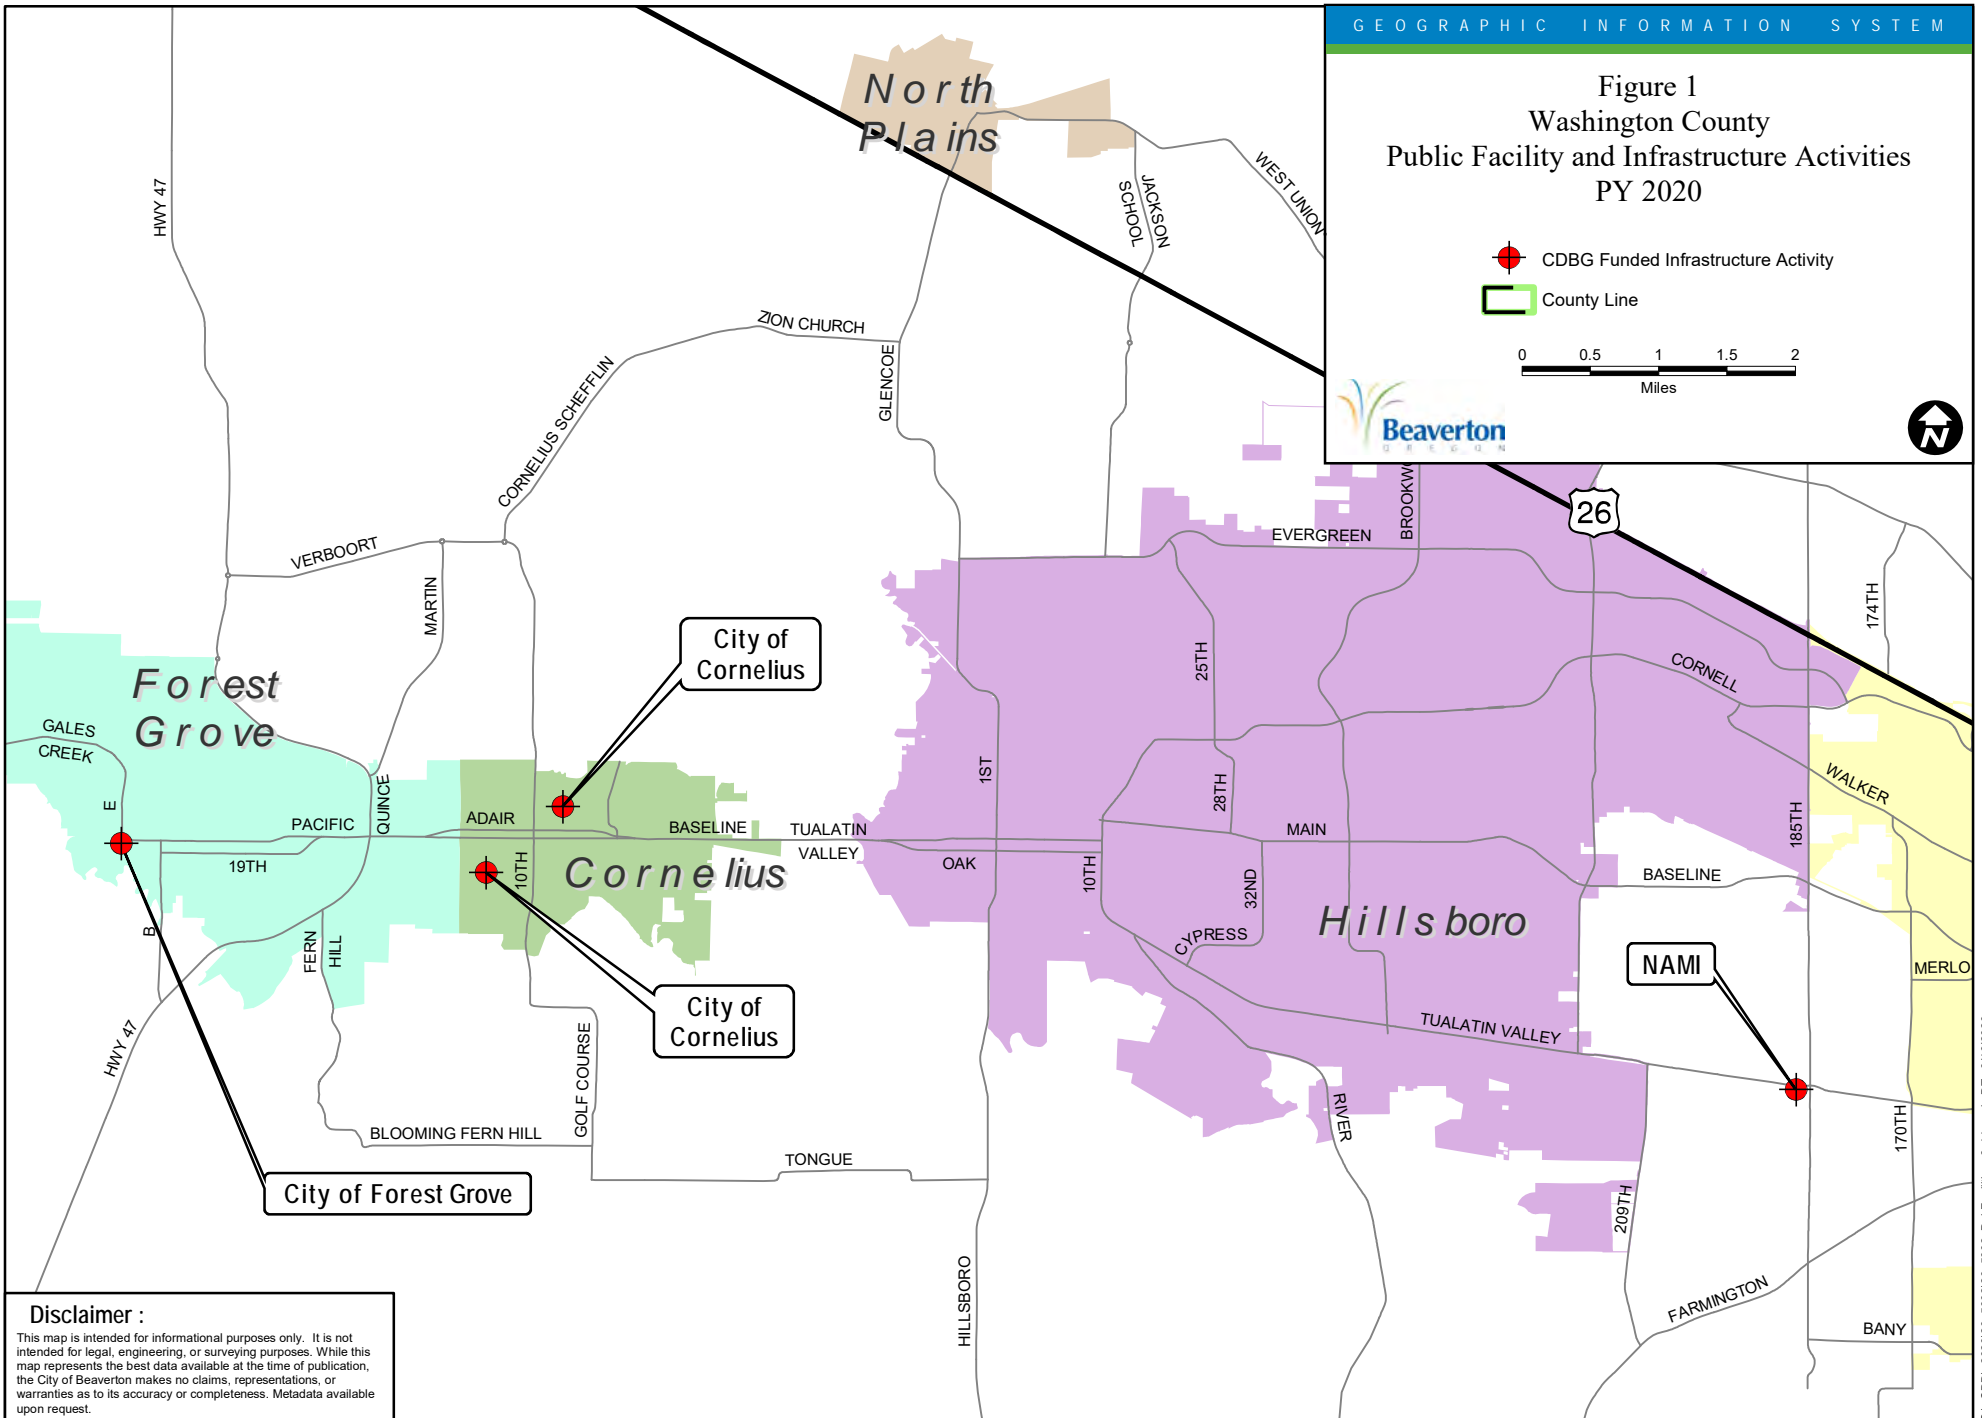 GEOGRAPHIC INFORMATION SYSTEM
Figure 1
Washington County
Public Facility and Infrastructure Activities
PY 2020
CDBG Funded Infrastructure Activity
County Line
0 0.5 1 1.5 2
Miles
Beaverton
OREGON
N
North
Plains
HWY 47
JACKSON
SCHOOL
WEST UNION
ZION CHURCH
GLENCOE
CORNELIUS SCHEFFLIN
VERBOORT
MARTIN
EVERGREEN
26
174TH
City of
Cornelius
25TH
CORNELL
Forest
Grove
GALES
CREEK
E
QUINCE
PACIFIC
ADAIR
BASELINE
TUALATIN
VALLEY
1ST
28TH
MAIN
185TH
WALKER
19TH
10TH
Cornelius
OAK
10TH
32ND
BASELINE
B
FERN
HILL
CYPRESS
Hillsboro
NAMI
MERLO
City of
Cornelius
HWY 47
GOLF COURSE
TUALATIN VALLEY
RIVER
170TH
BLOOMING FERN HILL
TONGUE
City of Forest Grove
209TH
HILLSBORO
FARMINGTON
BANY
Disclaimer :
This map is intended for informational purposes only. It is not
intended for legal, engineering, or surveying purposes. While this
map represents the best data available at the time of publication,
the City of Beaverton makes no claims, representations, or
warranties as to its accuracy or completeness. Metadata available
upon request.